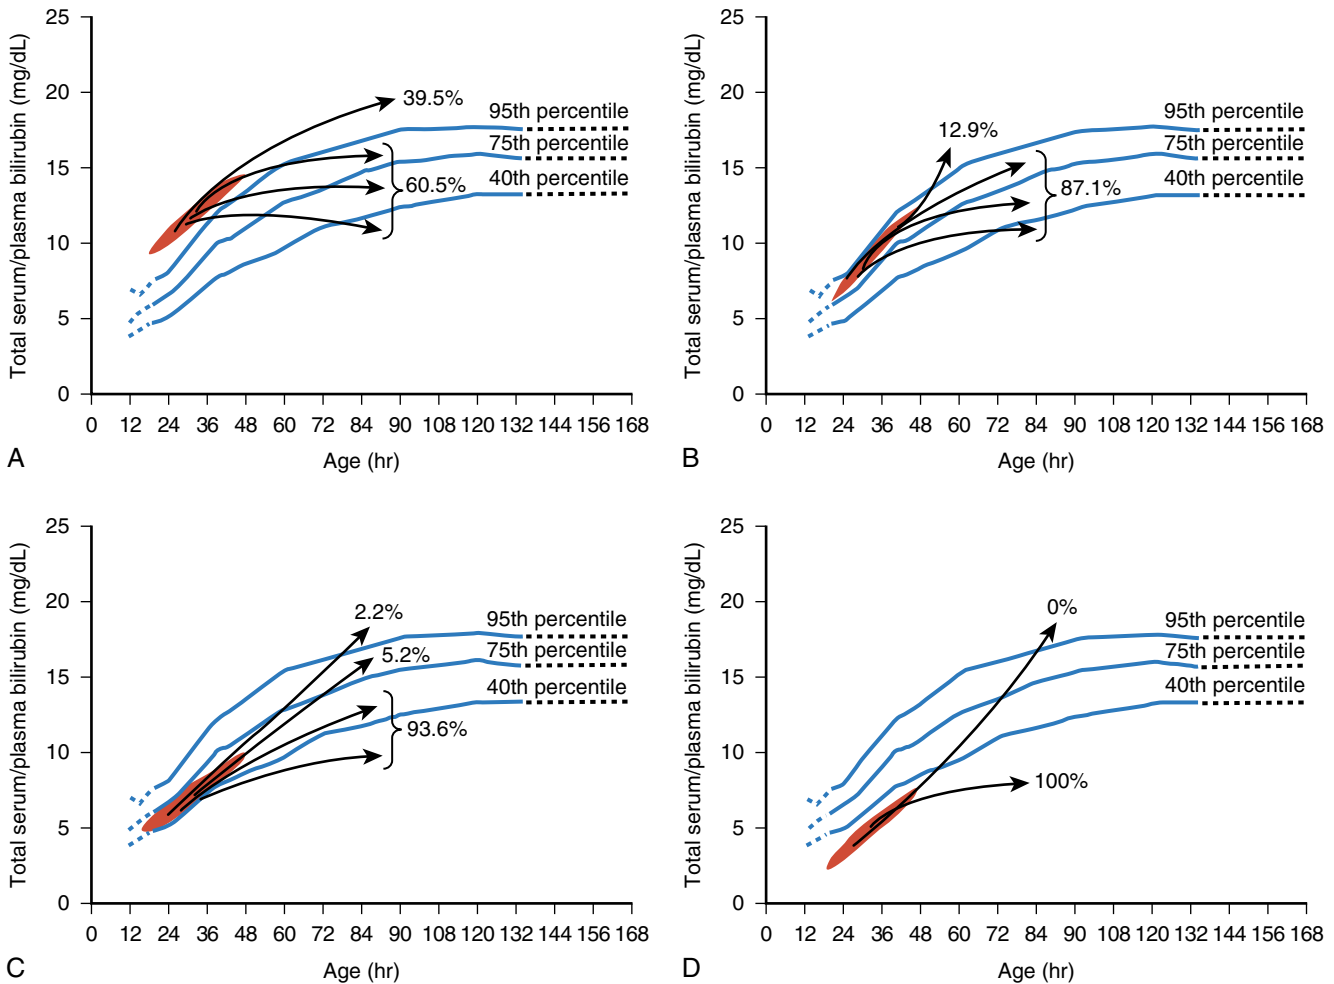 25
20
15
10
5
0
Total serum/plasma bilirubin (mg/dL)
39.5%
60.5%
95th percentile
75th percentile
40th percentile
0 12 24 36 48 60 72 84 90 108 120 132 144 156 168
Age (hr)
A
25
20
15
10
5
0
Total serum/plasma bilirubin (mg/dL)
12.9%
87.1%
95th percentile
75th percentile
40th percentile
0 12 24 36 48 60 72 84 90 108 120 132 144 156 168
Age (hr)
B
25
20
15
10
5
0
Total serum/plasma bilirubin (mg/dL)
2.2%
5.2%
93.6%
95th percentile
75th percentile
40th percentile
0 12 24 36 48 60 72 84 90 108 120 132 144 156 168
Age (hr)
C
25
20
15
10
5
0
Total serum/plasma bilirubin (mg/dL)
0%
100%
95th percentile
75th percentile
40th percentile
0 12 24 36 48 60 72 84 90 108 120 132 144 156 168
Age (hr)
D